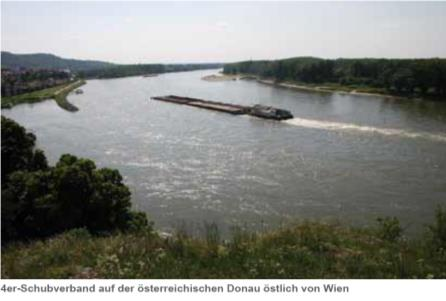 4er-Schubverband auf der österreichischen Donau östlich von Wien